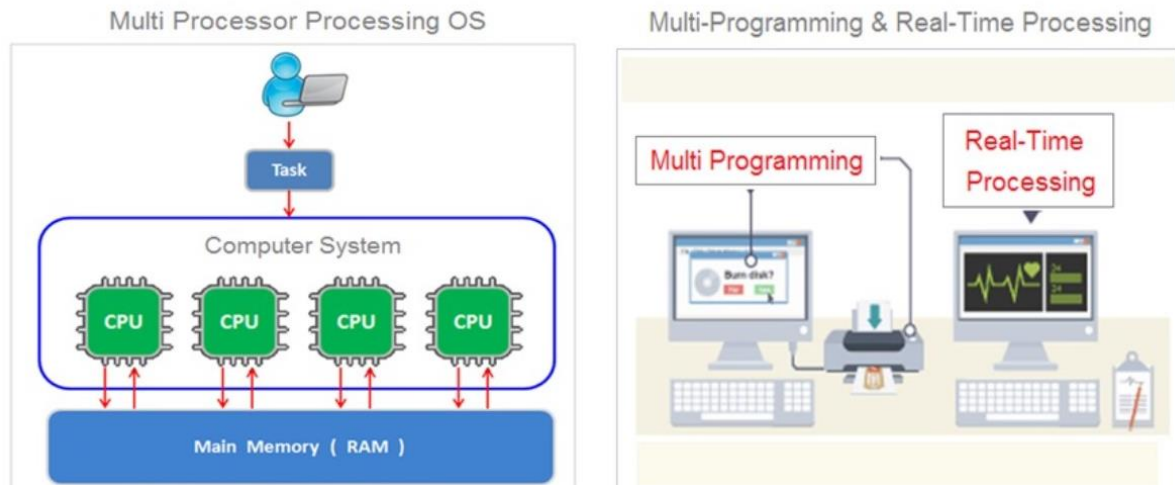 Multi Processor Processing OS
Task
Computer System
CPU CPU CPU CPU
Main Memory ( RAM )
Multi-Programming & Real-Time Processing
Multi Programming
Burn disk?
Real-Time
Processing